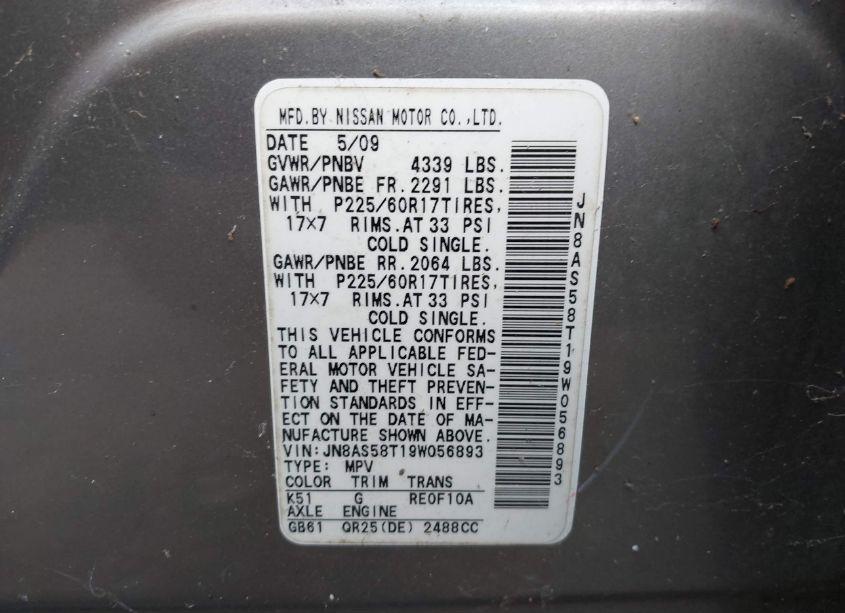 MFD.BY NISSAN MOTOR CO.,LTD.
DATE 5/09
GVWR/PNBV 4339 LBS.
GAWR/PNBE FR.2291 LBS.
WITH P225/60R17TIRES,
17X7 RIMS.AT 33 PSI
COLD SINGLE.
GAWR/PNBE RR.2064 LBS.
WITH P225/60R17TIRES,
17X7 RIMS.AT 33 PSI
COLD SINGLE.
THIS VEHICLE CONFORMS
TO ALL APPLICABLE FED-
ERAL MOTOR VEHICLE SA-
FETY AND THEFT PREVEN-
TION STANDARDS IN EFF-
ECT ON THE DATE OF MA-
NUFACTURE SHOWN ABOVE.
VIN:JN8AS58T19W056893
TYPE: MPV
COLOR TRIM TRANS
K51 G RE0F10A
AXLE ENGINE
GB61 QR25(DE) 2488CC
JN8AS58T19W056893